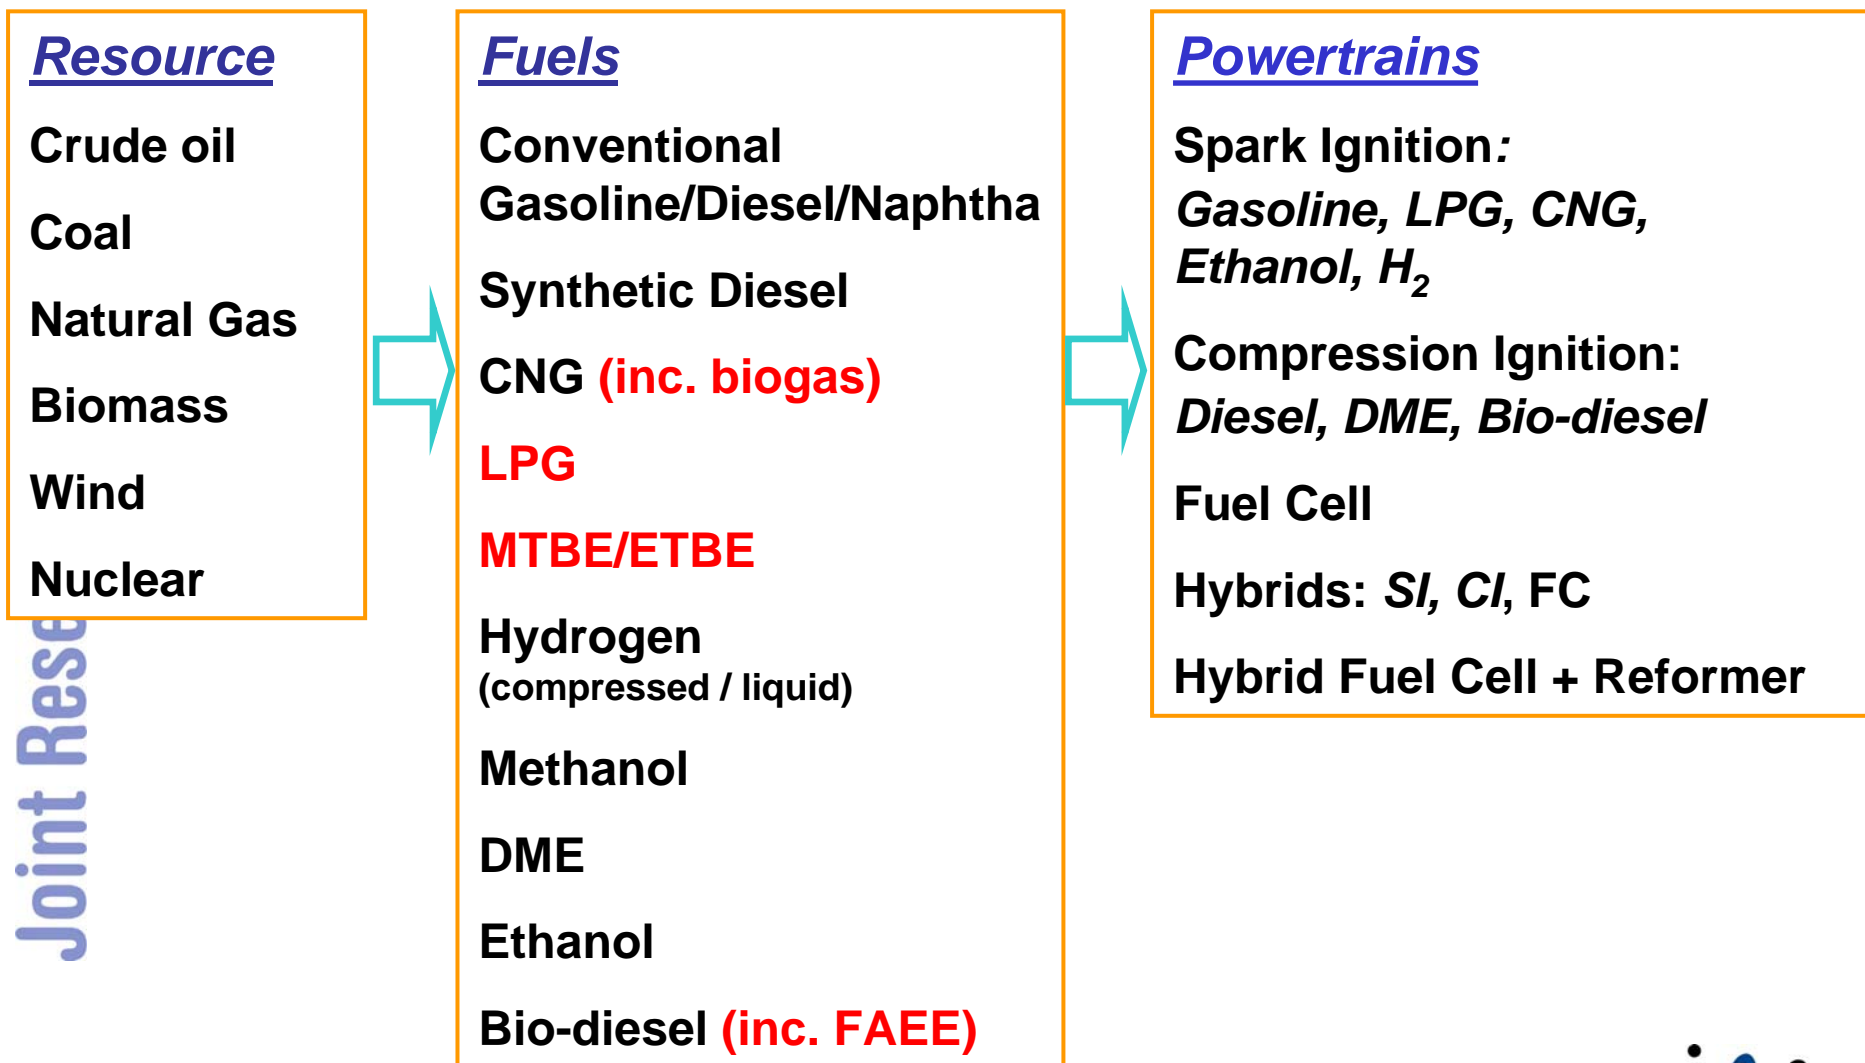 Resource
Crude oil
Coal
Natural Gas
Biomass
Wind
Nuclear
Fuels
Conventional
Gasoline/Diesel/Naphtha
Synthetic Diesel
CNG (inc. biogas)
LPG
MTBE/ETBE
Hydrogen
(compressed / liquid)
Methanol
DME
Ethanol
Bio-diesel (inc. FAEE)
Powertrains
Spark Ignition:
Gasoline, LPG, CNG,
Ethanol, H2
Compression Ignition:
Diesel, DME, Bio-diesel
Fuel Cell
Hybrids: SI, CI, FC
Hybrid Fuel Cell + Reformer
Joint Rese